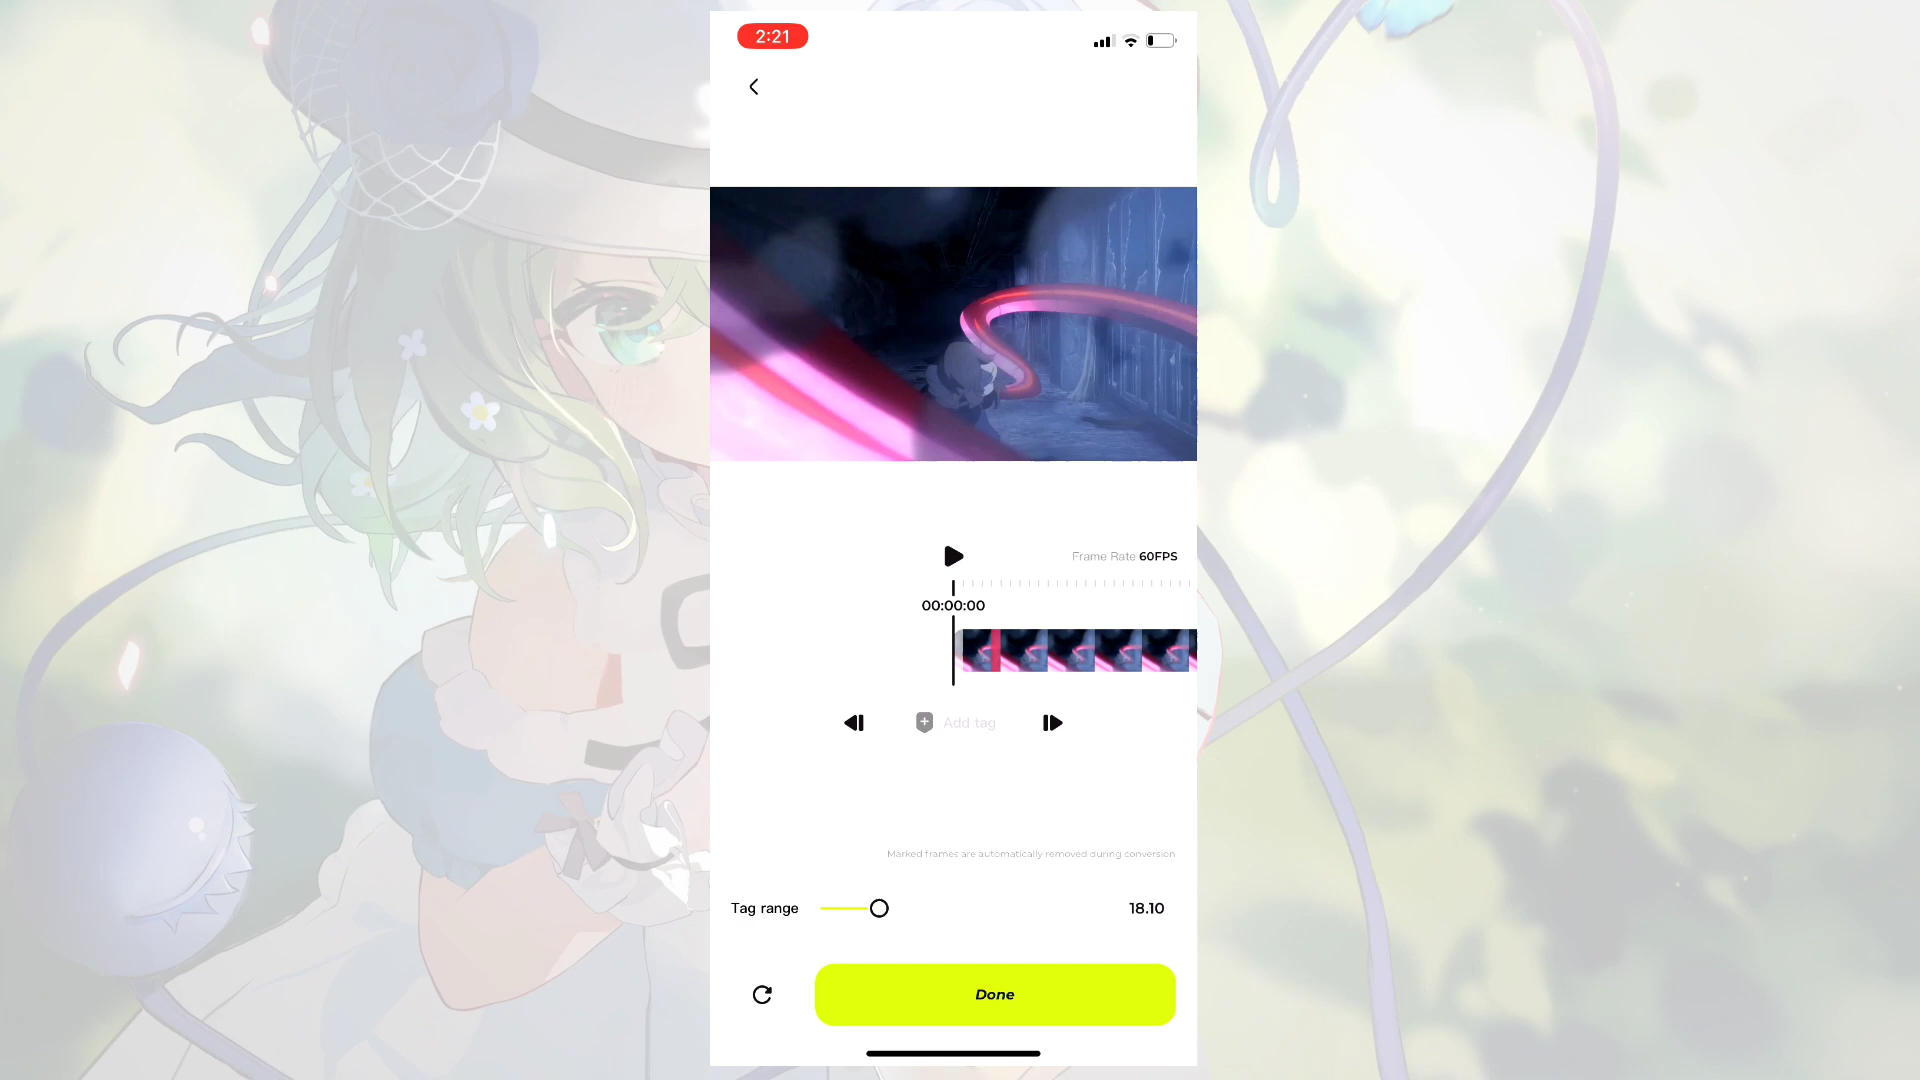 2:21
Frame Rate 60FPS
00:00:00
Add tag
Marked frames are automatically removed during conversion
Tag range
18.10
Done